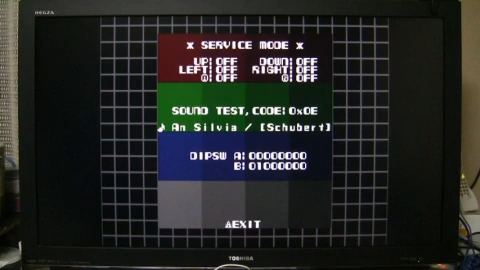 REGZA
× SERVICE MODE ×
UP:OFF DOWN:OFF
LEFT:OFF RIGHT:OFF
Ⓐ:OFF Ⓑ:OFF
SOUND TEST,CODE:0x0E
♪ An Silvia / [Schubert]
DIPSW A:00000000
B:01000000
△EXIT
TOSHIBA